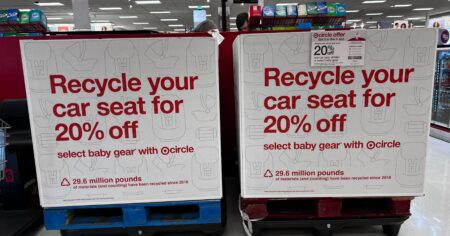 Recycle your
car seat for
20% off
select baby gear* with circle
29.6 million pounds
of materials (and counting) have been recycled since 2016
circle offer
20%
Recycle your
car seat for
20% off
select baby gear* with circle
29.6 million pounds
of materials (and counting) have been recycled since 2016